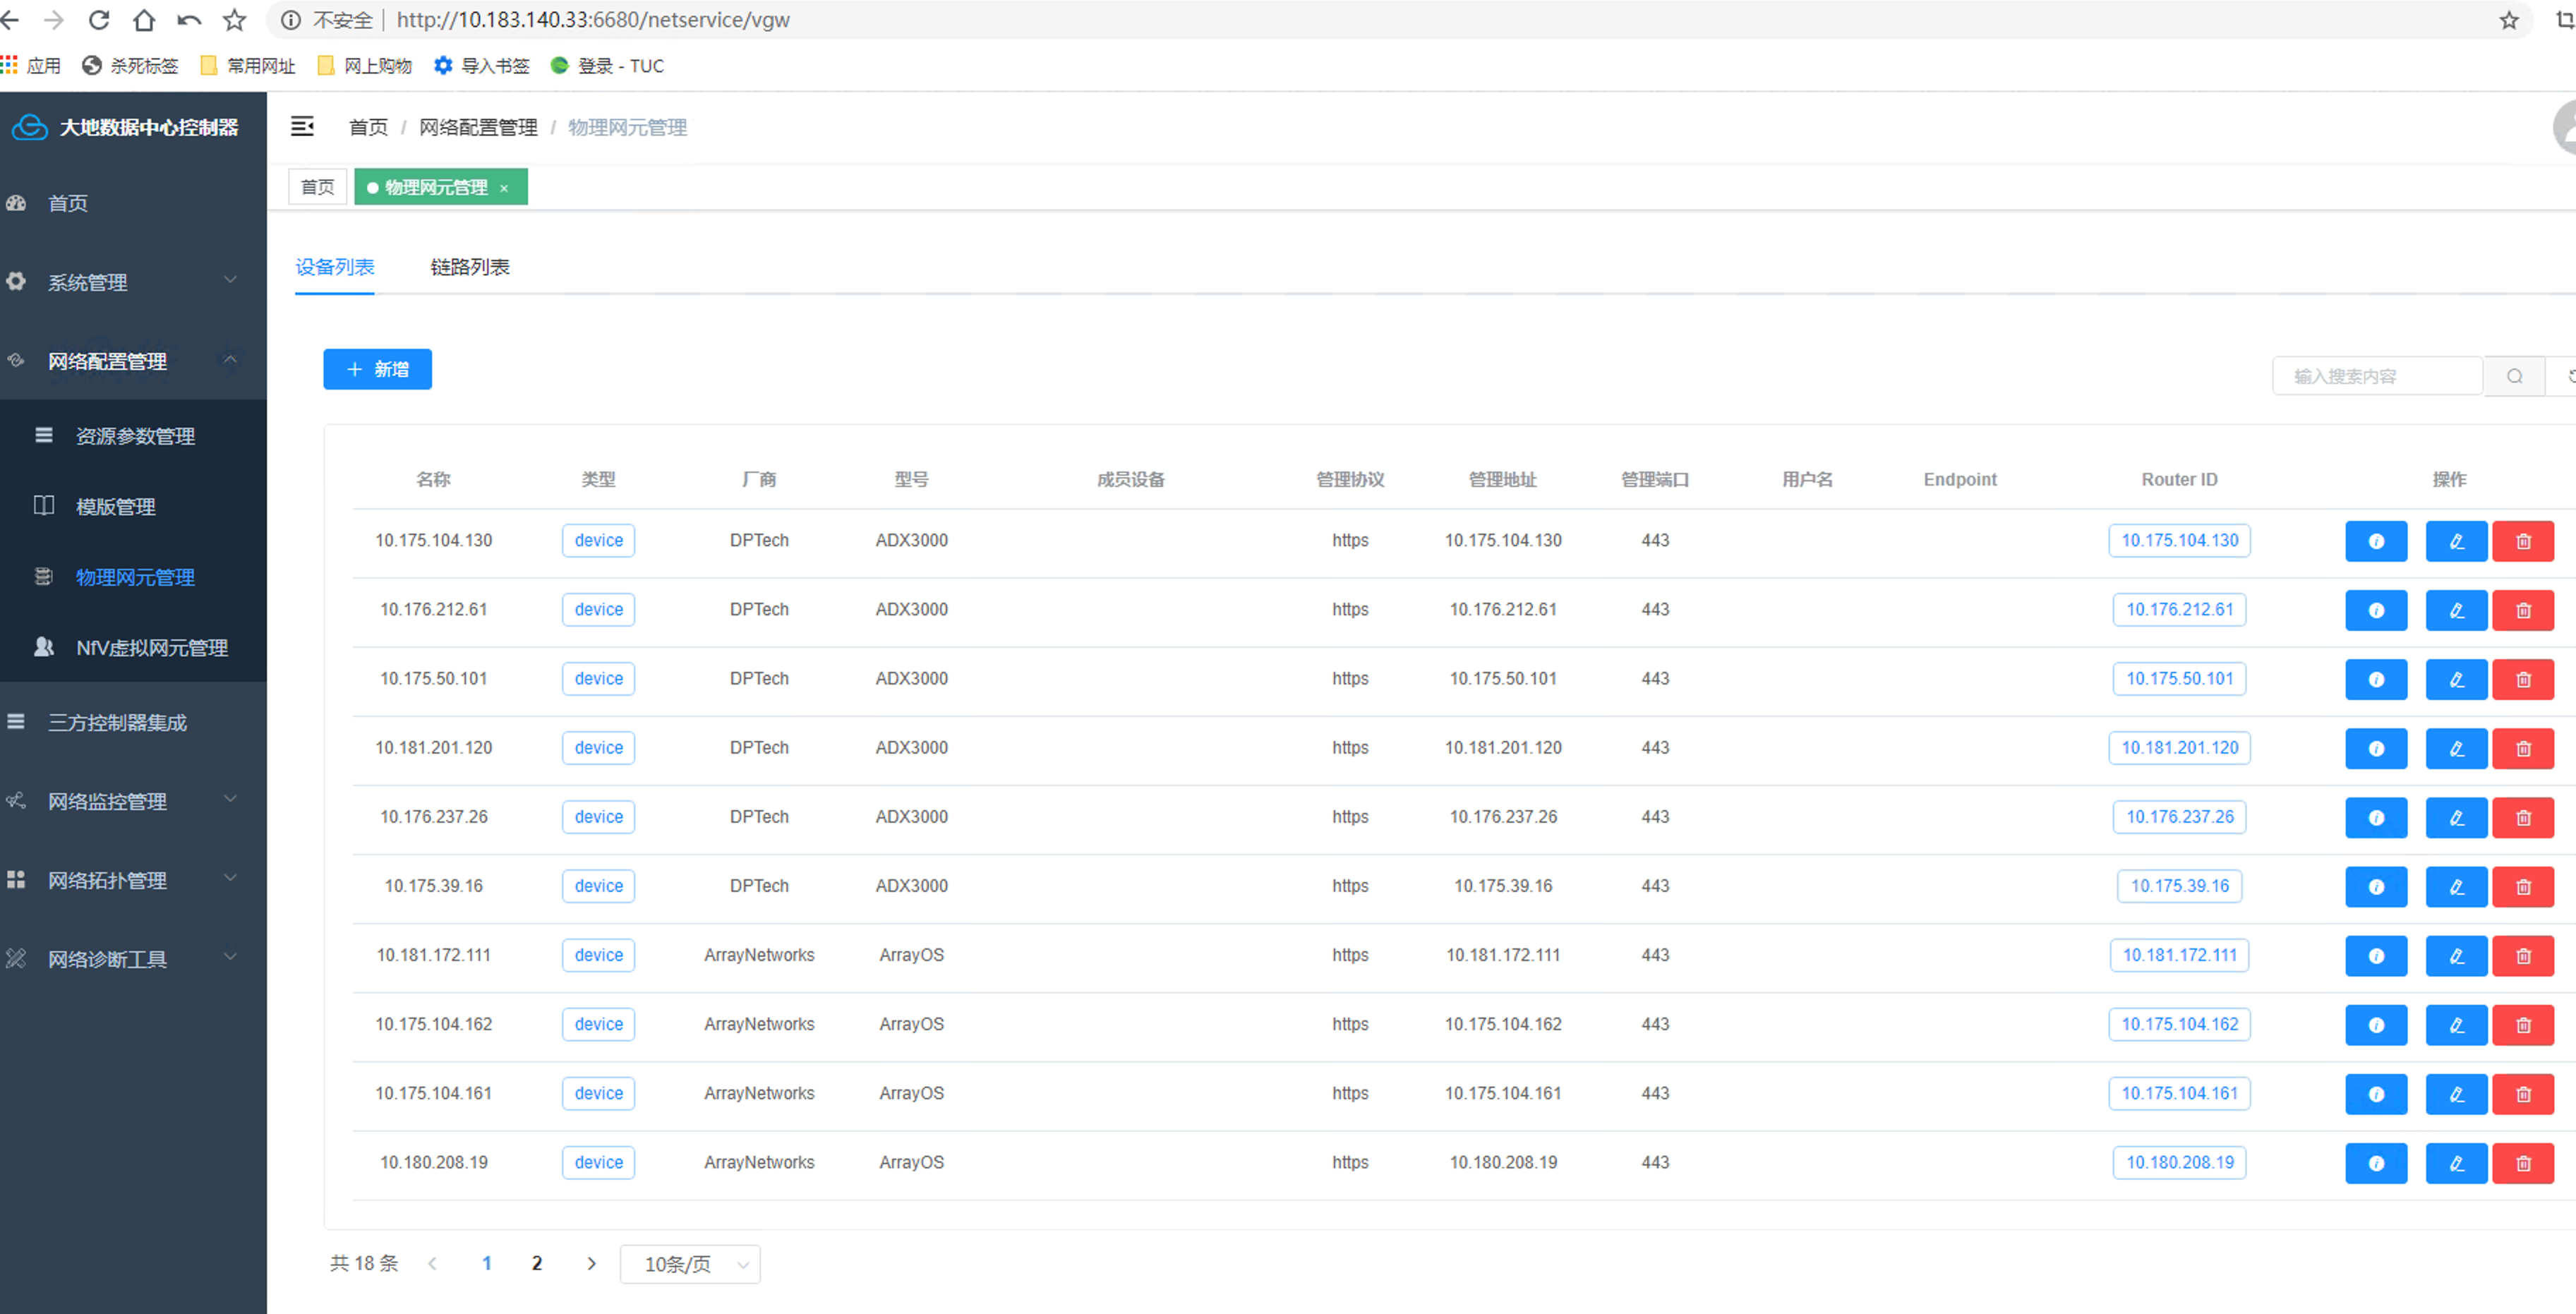 不安全 | http://10.183.140.33:6680/netservice/vgw
应用 杀死标签 常用网址 网上购物 导入书签 登录 - TUC
大地数据中心控制器
首页
系统管理
网络配置管理
资源参数管理
模版管理
物理网元管理
NfV虚拟网元管理
三方控制器集成
网络监控管理
网络拓扑管理
网络诊断工具
首页 / 网络配置管理 / 物理网元管理
首页 物理网元管理 ×
设备列表 链路列表
+ 新增
输入搜索内容
名称 类型 厂商 型号 成员设备 管理协议 管理地址 管理端口 用户名 Endpoint Router ID 操作
10.175.104.130 device DPTech ADX3000 https 10.175.104.130 443 10.175.104.130
10.176.212.61 device DPTech ADX3000 https 10.176.212.61 443 10.176.212.61
10.175.50.101 device DPTech ADX3000 https 10.175.50.101 443 10.175.50.101
10.181.201.120 device DPTech ADX3000 https 10.181.201.120 443 10.181.201.120
10.176.237.26 device DPTech ADX3000 https 10.176.237.26 443 10.176.237.26
10.175.39.16 device DPTech ADX3000 https 10.175.39.16 443 10.175.39.16
10.181.172.111 device ArrayNetworks ArrayOS https 10.181.172.111 443 10.181.172.111
10.175.104.162 device ArrayNetworks ArrayOS https 10.175.104.162 443 10.175.104.162
10.175.104.161 device ArrayNetworks ArrayOS https 10.175.104.161 443 10.175.104.161
10.180.208.19 device ArrayNetworks ArrayOS https 10.180.208.19 443 10.180.208.19
共 18 条 < 1 2 > 10条/页